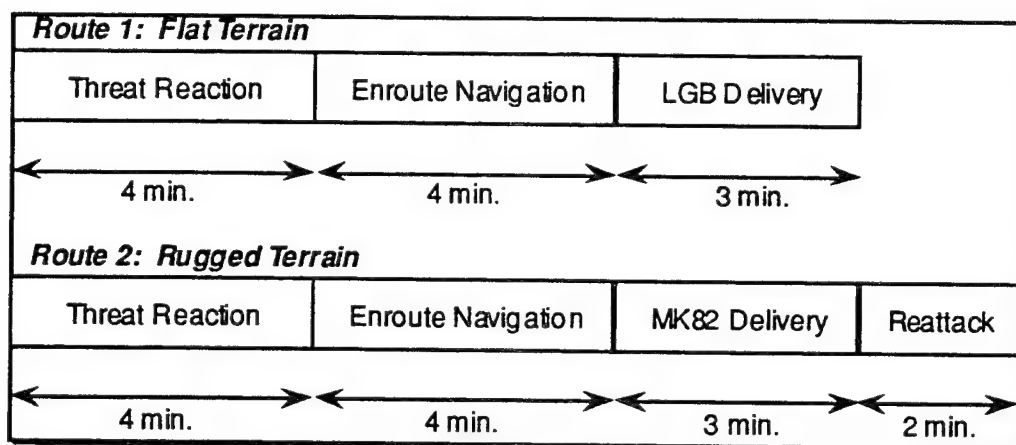 Route 1: Flat Terrain
Threat Reaction Enroute Navigation LGB Delivery
4 min. 4 min. 3 min.
Route 2: Rugged Terrain
Threat Reaction Enroute Navigation MK82 Delivery Reattack
4 min. 4 min. 3 min. 2 min.